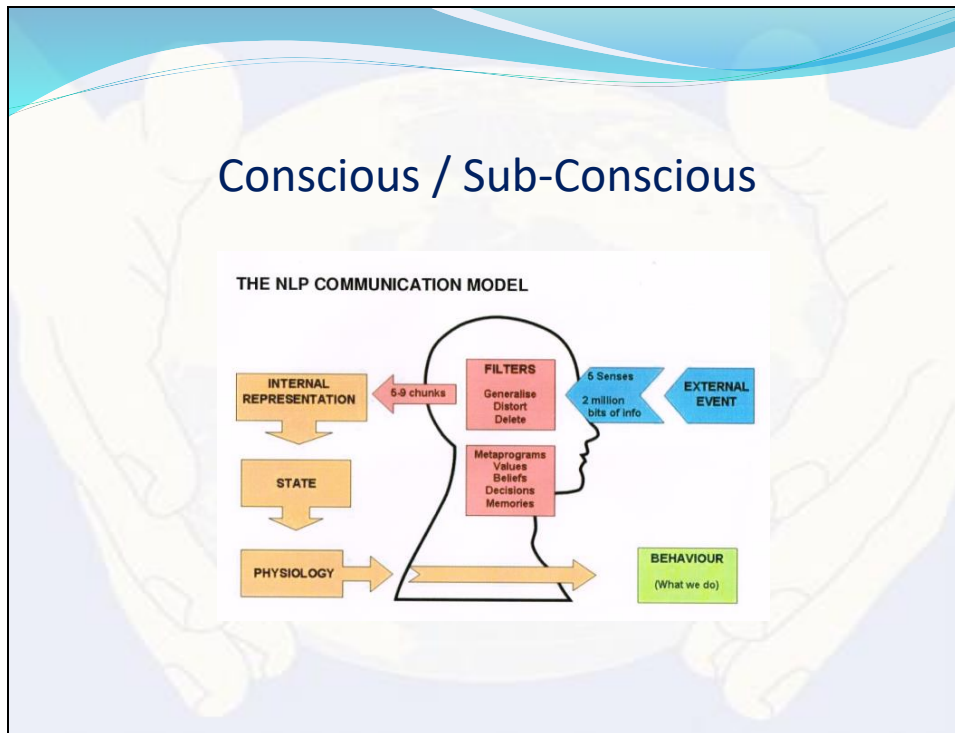 Conscious / Sub-Conscious
THE NLP COMMUNICATION MODEL
INTERNAL
REPRESENTATION
5-9 chunks
FILTERS
Generalise
Distort
Delete
5 Senses
2 million
bits of info
EXTERNAL
EVENT
Metaprograms
Values
Beliefs
Decisions
Memories
STATE
PHYSIOLOGY
BEHAVIOUR
(What we do)